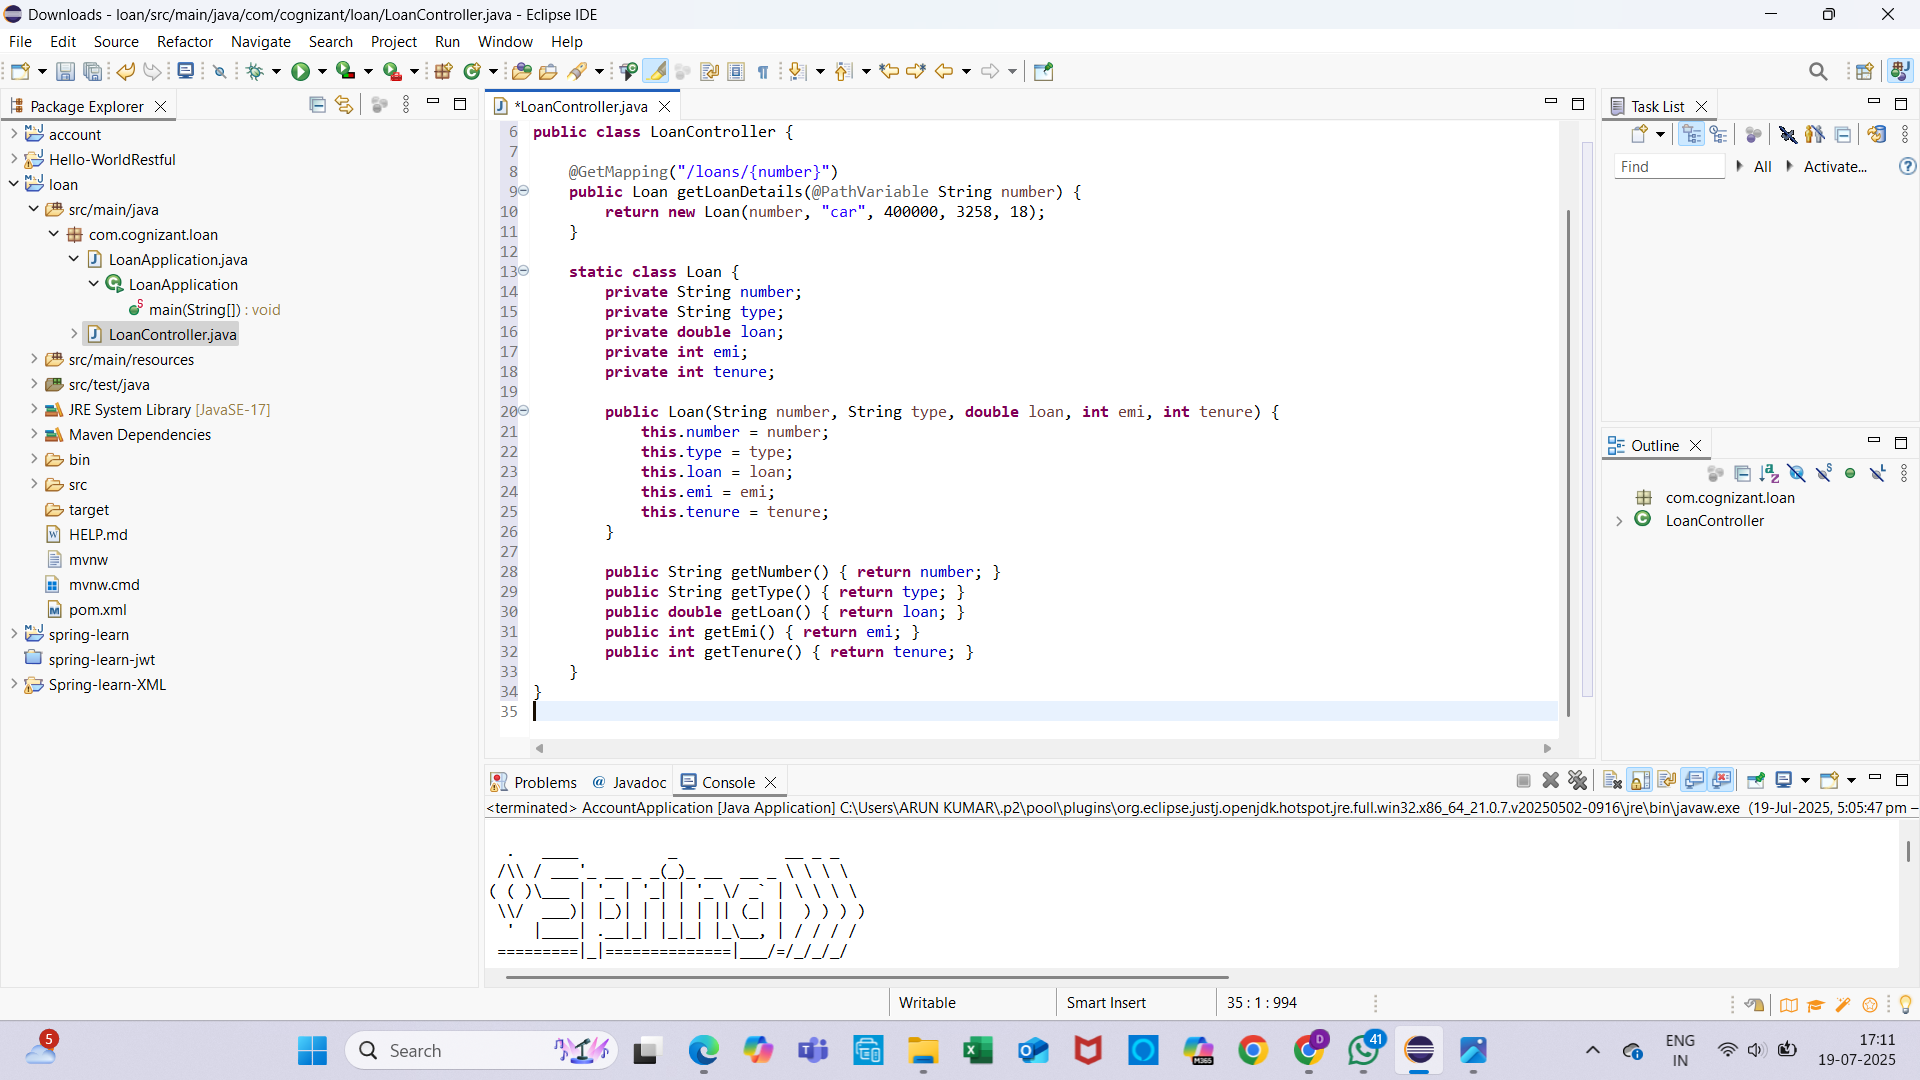 Downloads - loan/src/main/java/com/cognizant/loan/LoanController.java - Eclipse IDE
File Edit Source Refactor Navigate Search Project Run Window Help
Package Explorer
account
Hello-WorldRestful
loan
src/main/java
com.cognizant.loan
LoanApplication.java
LoanApplication
main(String[]) : void
LoanController.java
src/main/resources
src/test/java
JRE System Library [JavaSE-17]
Maven Dependencies
bin
src
target
HELP.md
mvnw
mvnw.cmd
pom.xml
spring-learn
spring-learn-jwt
Spring-learn-XML
*LoanController.java
6 public class LoanController {
7
8     @GetMapping("/loans/{number}")
9     public Loan getLoanDetails(@PathVariable String number) {
10         return new Loan(number, "car", 400000, 3258, 18);
11     }
12
13     static class Loan {
14         private String number;
15         private String type;
16         private double loan;
17         private int emi;
18         private int tenure;
19
20         public Loan(String number, String type, double loan, int emi, int tenure) {
21             this.number = number;
22             this.type = type;
23             this.loan = loan;
24             this.emi = emi;
25             this.tenure = tenure;
26         }
27
28         public String getNumber() { return number; }
29         public String getType() { return type; }
30         public double getLoan() { return loan; }
31         public int getEmi() { return emi; }
32         public int getTenure() { return tenure; }
33     }
34 }
35
Task List
Find All Activate...
Outline
com.cognizant.loan
LoanController
Problems @ Javadoc Console
<terminated> AccountApplication [Java Application] C:\Users\ARUN KUMAR\.p2\pool\plugins\org.eclipse.justj.openjdk.hotspot.jre.full.win32.x86_64_21.0.7.v20250502-0916\jre\bin\javaw.exe (19-Jul-2025, 5:05:47 pm –
  .   ____          _            __ _ _
 /\\ / ___'_ __ _ _(_)_ __  __ _ \ \ \ \
( ( )\___ | '_ | '_| | '_ \/ _` | \ \ \ \
 \\/  ___)| |_)| | | | | || (_| |  ) ) ) )
  '  |____| .__|_| |_|_| |_\__, | / / / /
 =========|_|==============|___/=/_/_/_/
Writable Smart Insert 35 : 1 : 994
5
Search
M365
D
41
ENG
IN
17:11
19-07-2025